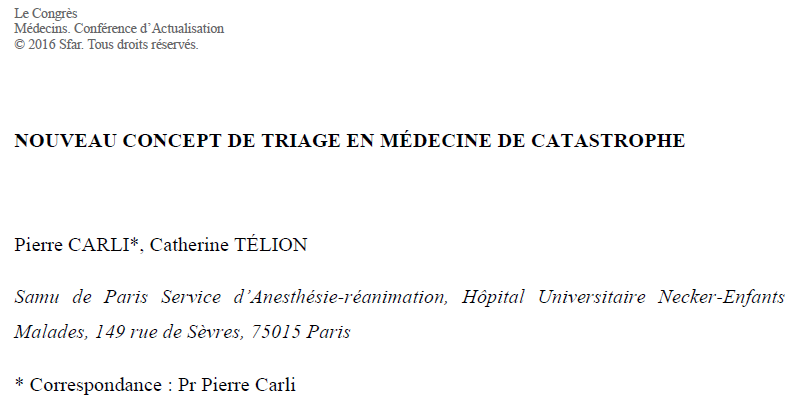 Le Congrès
Médecins. Conférence d’Actualisation
© 2016 Sfar. Tous droits réservés.
NOUVEAU CONCEPT DE TRIAGE EN MÉDECINE DE CATASTROPHE
Pierre CARLI*, Catherine TÉLION
Samu de Paris Service d’Anesthésie-réanimation, Hôpital Universitaire Necker-Enfants
Malades, 149 rue de Sèvres, 75015 Paris
* Correspondance : Pr Pierre Carli